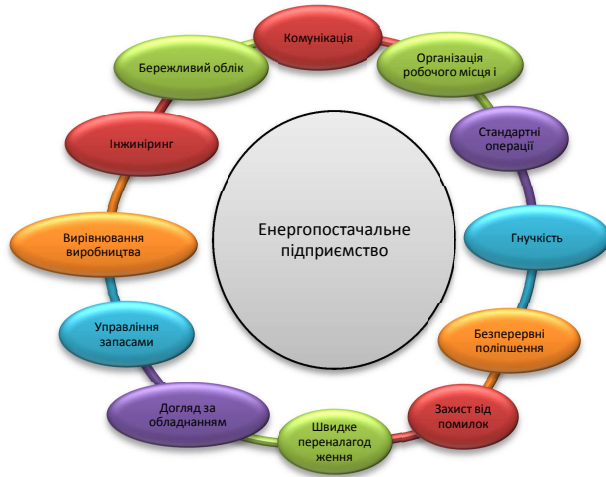 Комунікація
Організація
робочого місця і
Стандартні
операції
Гнучкість
Безперервні
поліпшення
Захист від
помилок
Швидке
переналагод
ження
Догляд за
обладнанням
Управління
запасами
Вирівнювання
виробництва
Інжиніринг
Бережливий облік
Енергопостачальне
підприємство